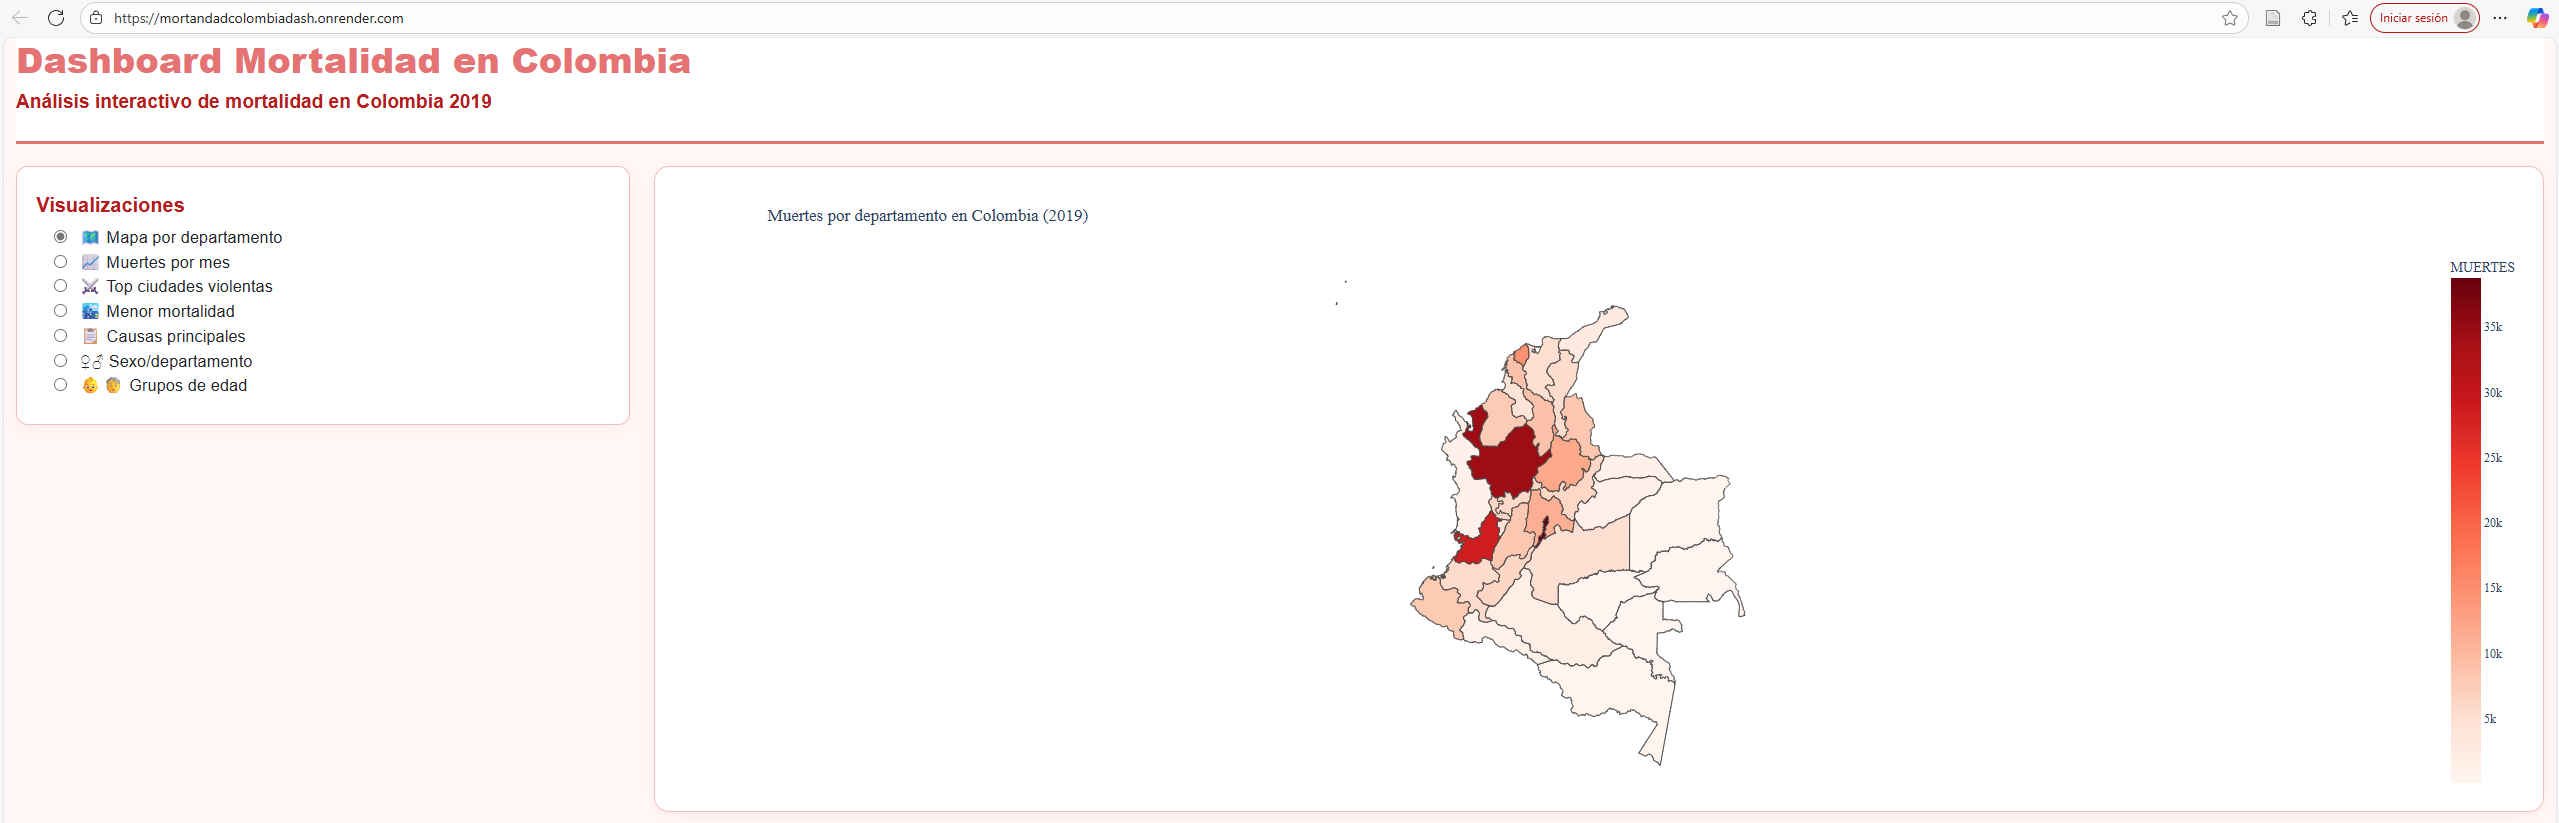 https://mortandadcolombiadash.onrender.com
Iniciar sesión
Dashboard Mortalidad en Colombia
Análisis interactivo de mortalidad en Colombia 2019
Visualizaciones
Mapa por departamento
Muertes por mes
Top ciudades violentas
Menor mortalidad
Causas principales
♀♂ Sexo/departamento
Grupos de edad
Muertes por departamento en Colombia (2019)
MUERTES
35k
30k
25k
20k
15k
10k
5k